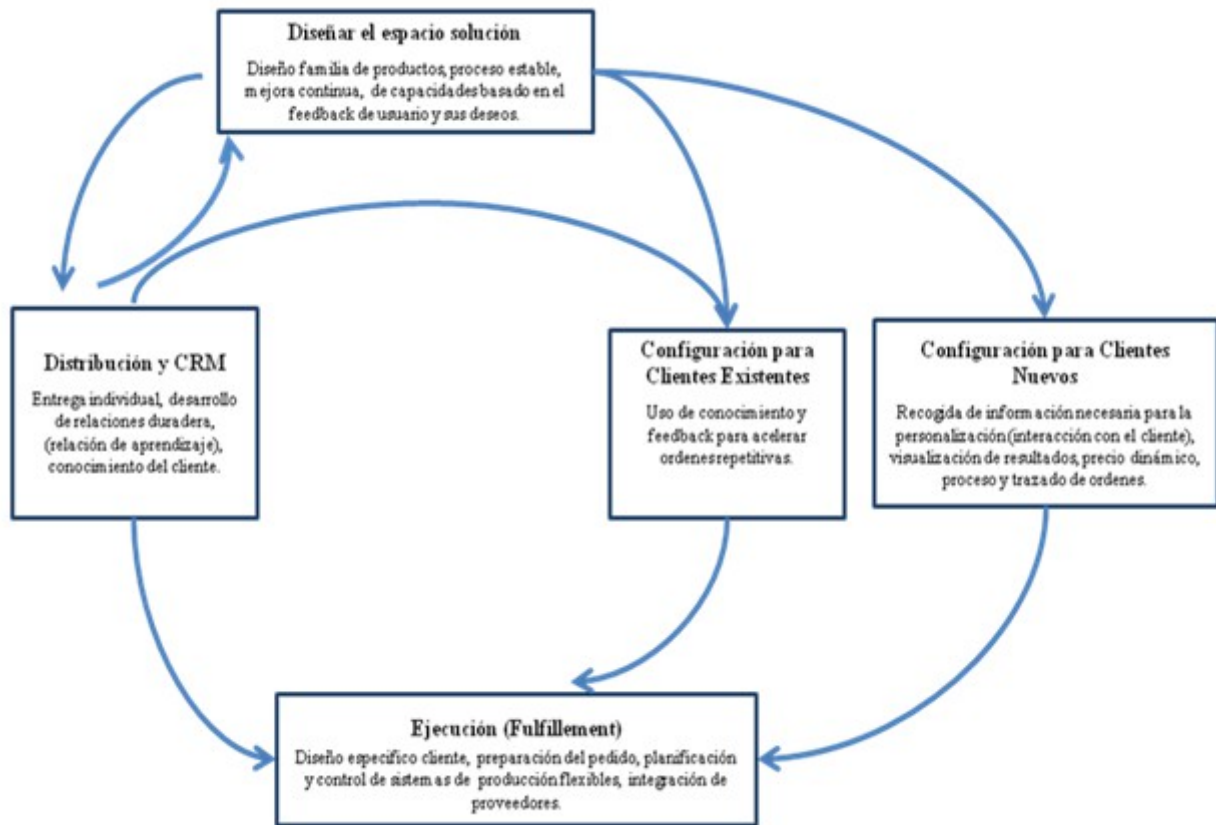 Diseñar el espacio solución
Diseño familia de productos, proceso estable,
mejora continua, de capacidades basado en el
feedback de usuario y sus deseos.
Distribución y CRM
Entrega individual, desarrollo
de relaciones duradera,
(relación de aprendizaje),
conocimiento del cliente.
Configuración para
Clientes Existentes
Uso de conocimiento y
feedback para acelerar
ordenes repetitivas.
Configuración para Clientes
Nuevos
Recogida de información necesaria para la
personalización (interacción con el cliente),
visualización de resultados, precio dinámico,
proceso y trazado de ordenes.
Ejecución (Fulfillment)
Diseño especifico cliente, preparación del pedido, planificación
y control de sistemas de producción flexibles, integración de
proveedores.